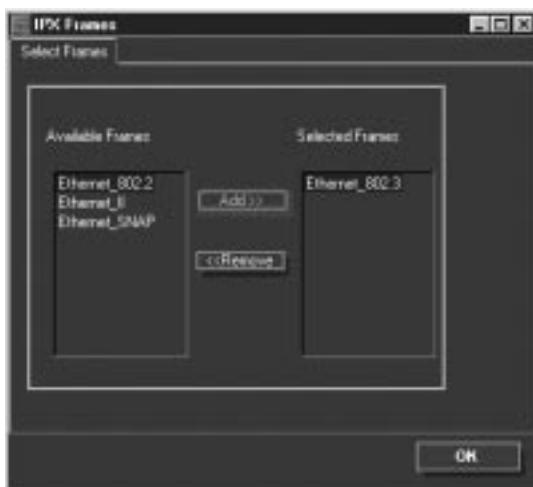 IPX Frames
Select Frames
Available Frames
Selected Frames
Ethernet_802.2
Ethernet_II
Ethernet_SNAP
Add >>
<<Remove
Ethernet_802.3
OK